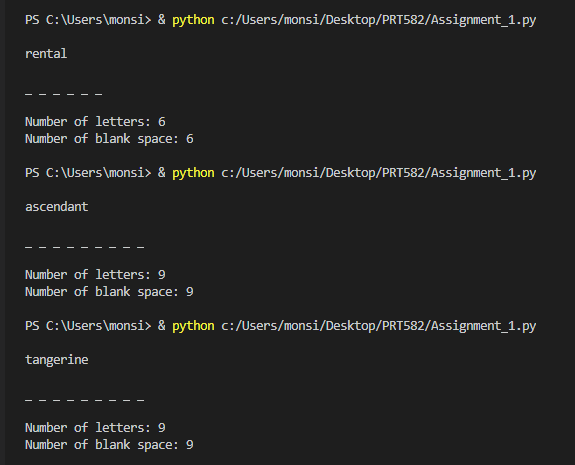 PS C:\Users\monsi> & python c:/Users/monsi/Desktop/PRT582/Assignment_1.py
rental
_ _ _ _ _ _
Number of letters: 6
Number of blank space: 6
PS C:\Users\monsi> & python c:/Users/monsi/Desktop/PRT582/Assignment_1.py
ascendant
_ _ _ _ _ _ _ _ _
Number of letters: 9
Number of blank space: 9
PS C:\Users\monsi> & python c:/Users/monsi/Desktop/PRT582/Assignment_1.py
tangerine
_ _ _ _ _ _ _ _ _
Number of letters: 9
Number of blank space: 9